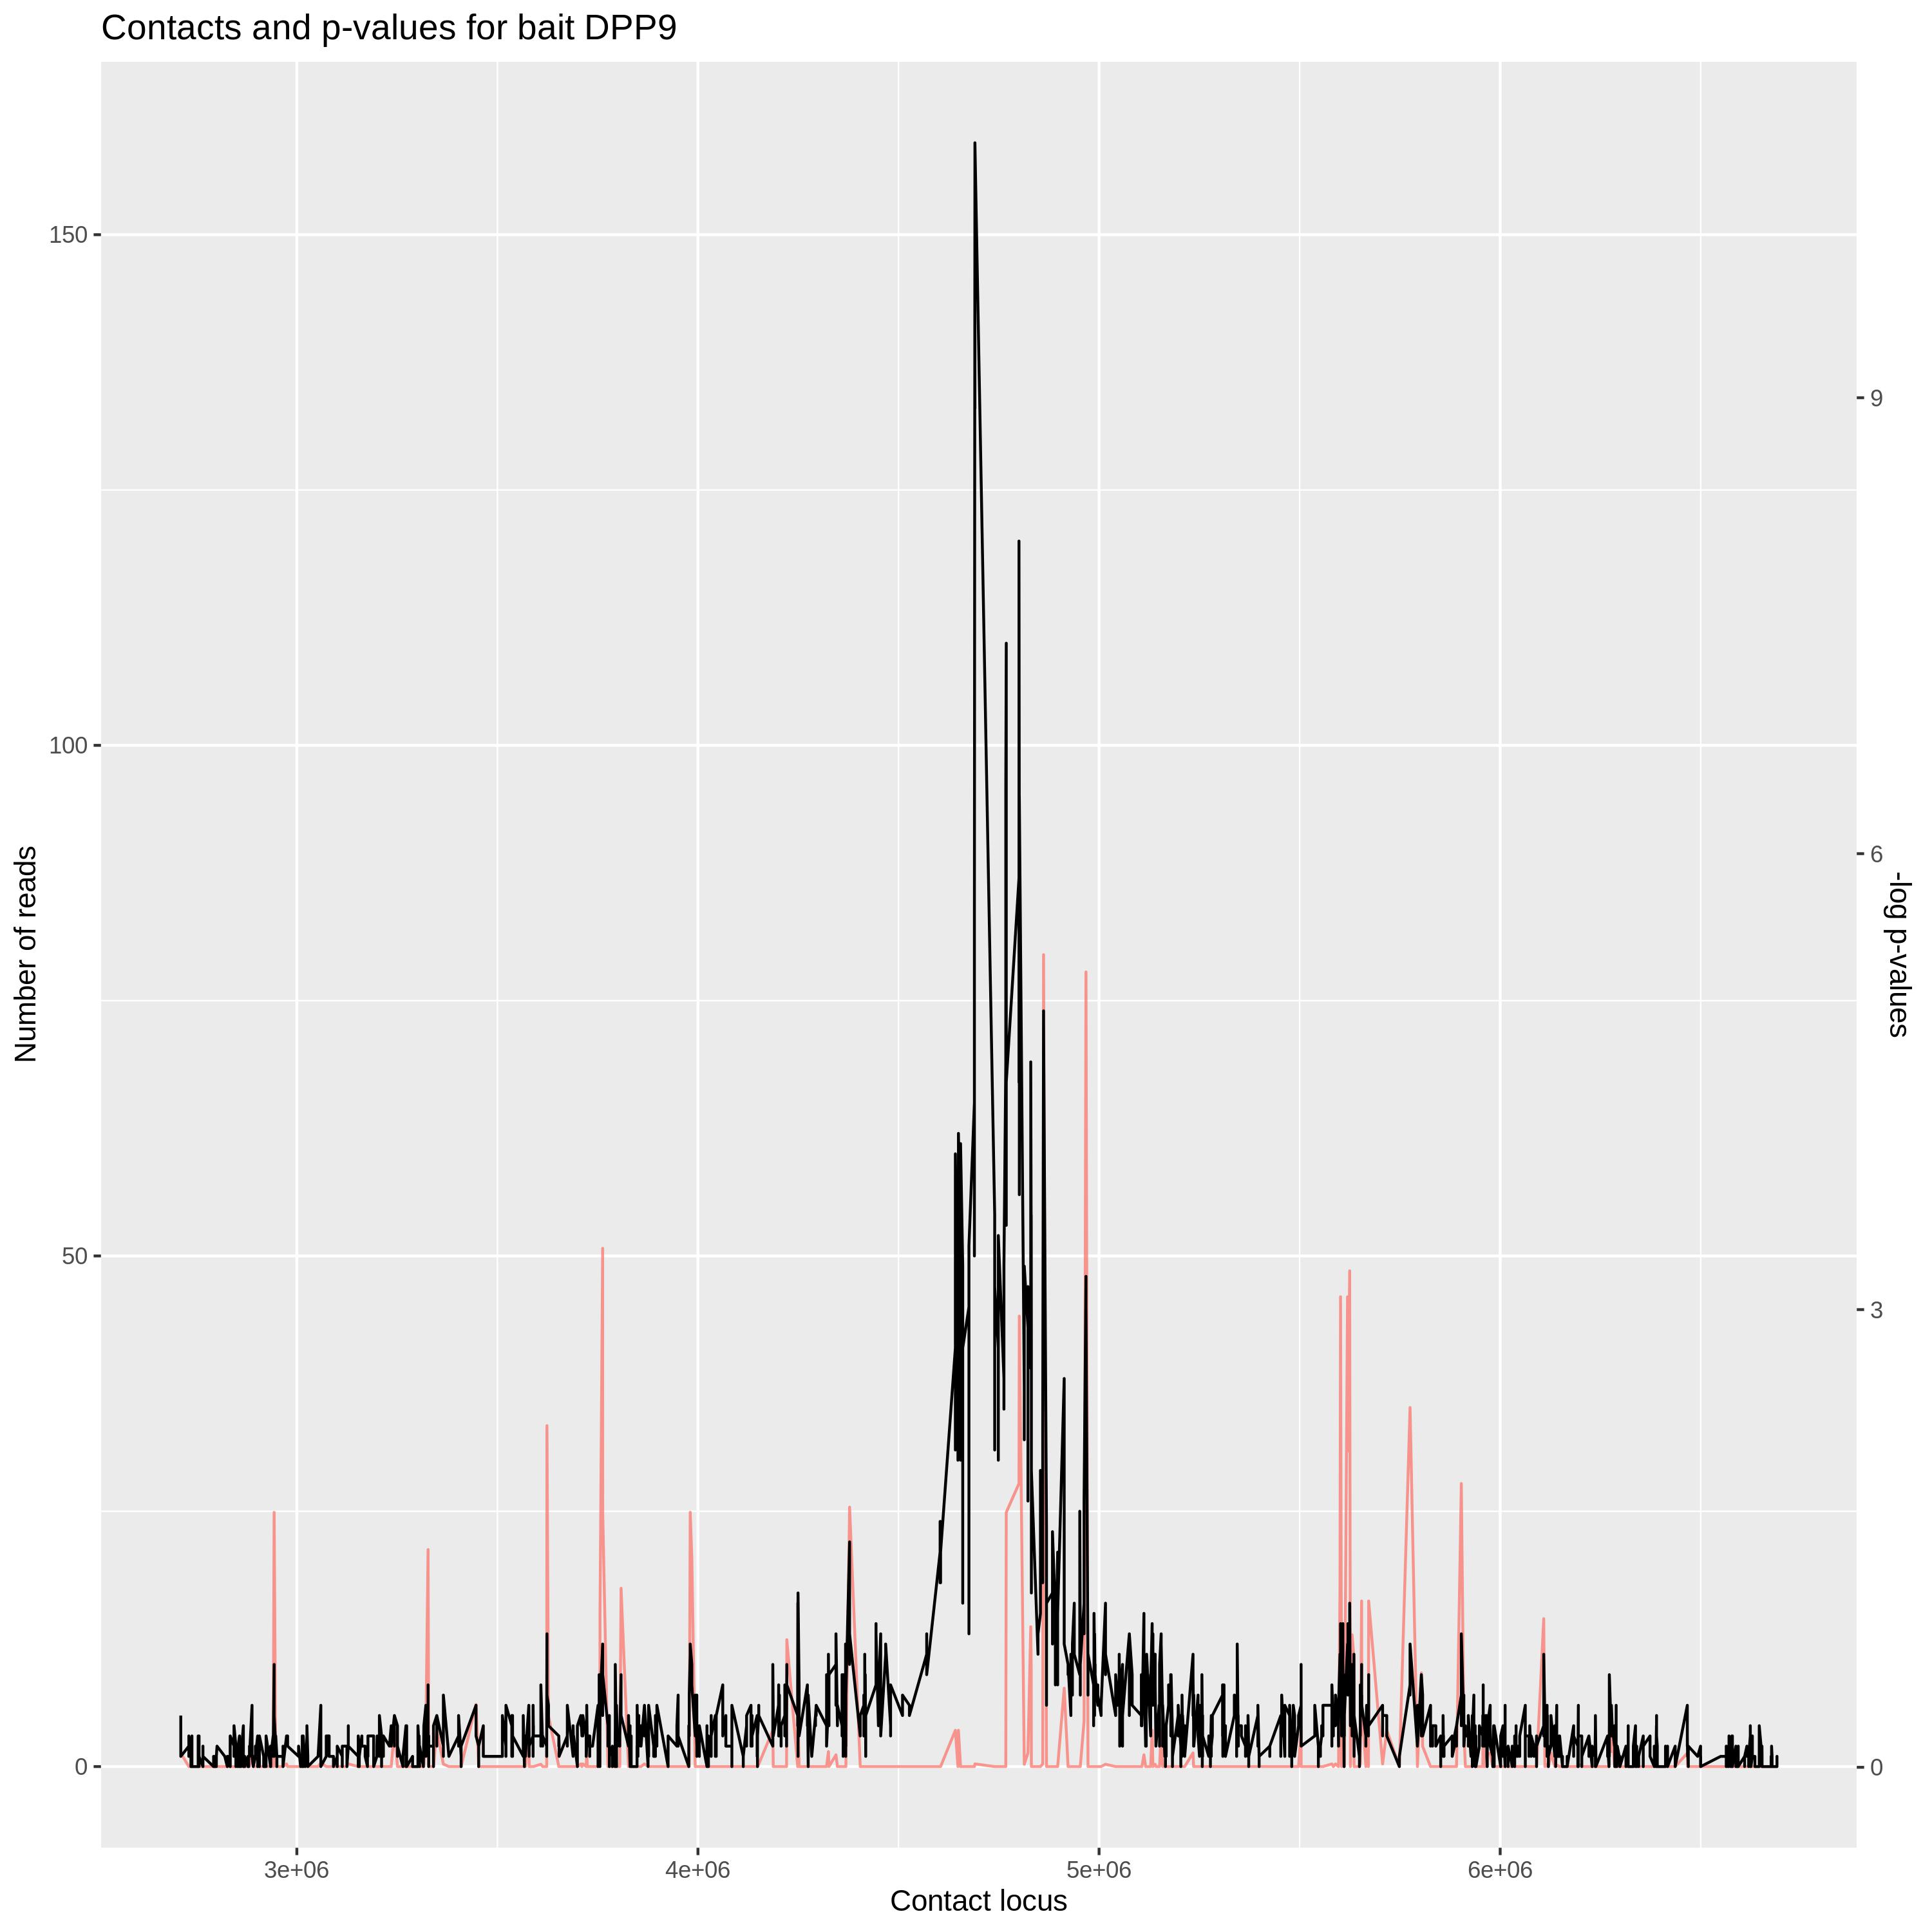 Contacts and p-values for bait DPP9
150
100
50
0
Number of reads
9
6
3
0
-log p-values
3e+06
4e+06
5e+06
6e+06
Contact locus